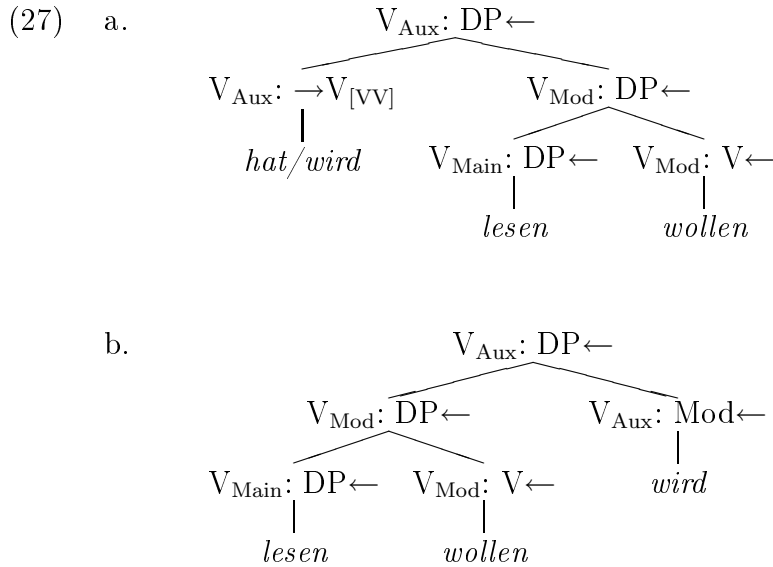 (27) a. V_Aux: DP←
V_Aux: →V_[VV] V_Mod: DP←
hat/wird V_Main: DP← V_Mod: V←
lesen wollen
b. V_Aux: DP←
V_Mod: DP← V_Aux: Mod←
V_Main: DP← V_Mod: V← wird
lesen wollen